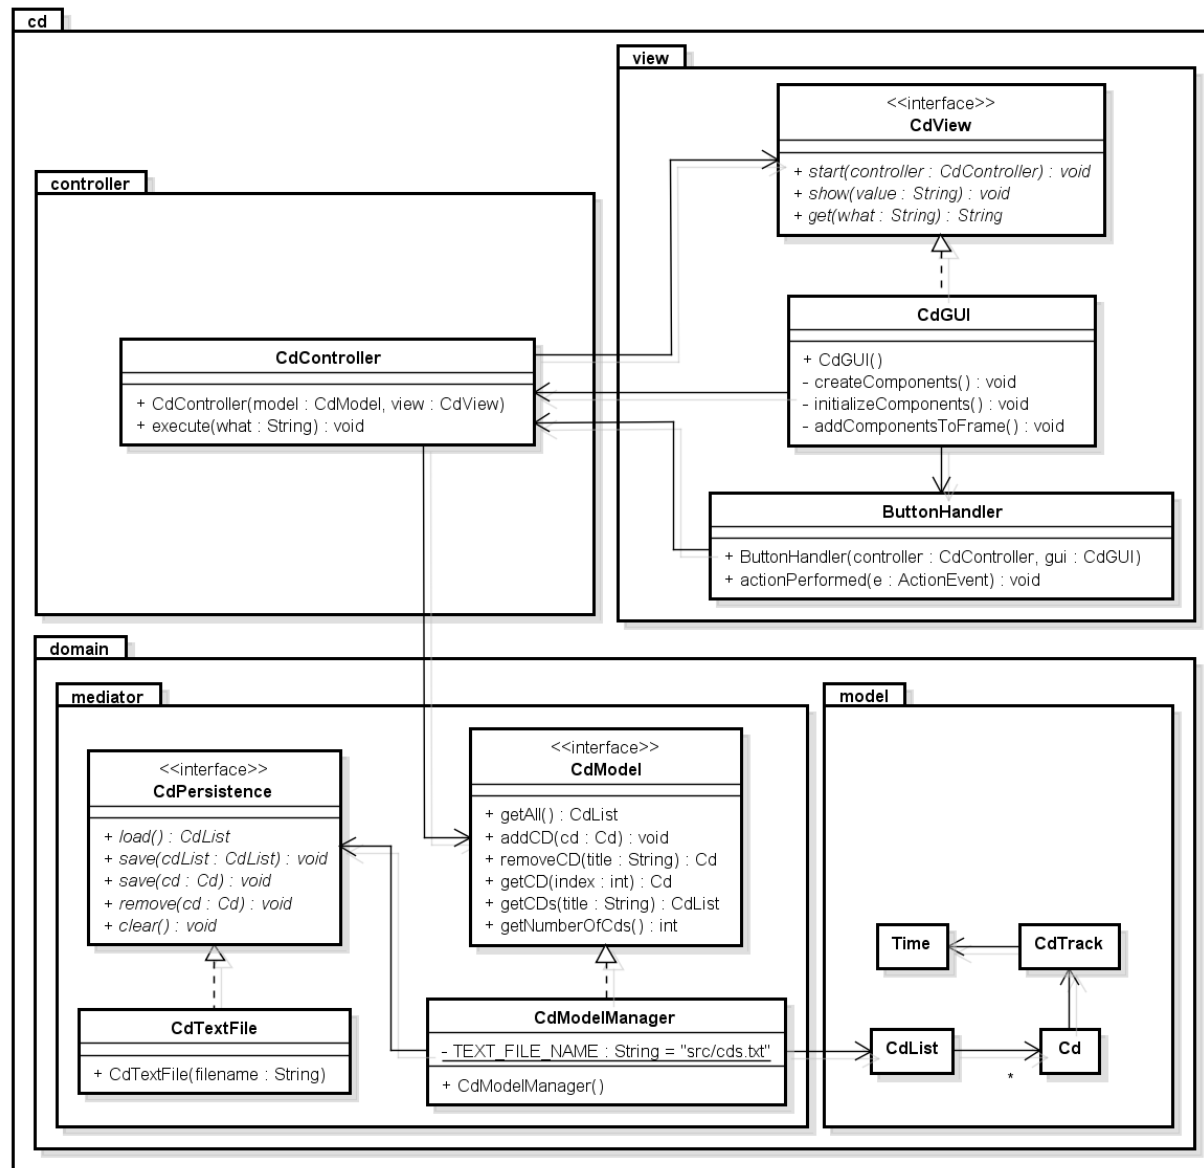 cd
view
<<interface>>
CdView
+ start(controller : CdController) : void
+ show(value : String) : void
+ get(what : String) : String
controller
CdGUI
+ CdGUI()
- createComponents() : void
- initializeComponents() : void
- addComponentsToFrame() : void
CdController
+ CdController(model : CdModel, view : CdView)
+ execute(what : String) : void
ButtonHandler
+ ButtonHandler(controller : CdController, gui : CdGUI)
+ actionPerformed(e : ActionEvent) : void
domain
mediator
<<interface>>
CdPersistence
+ load() : CdList
+ save(cdList : CdList) : void
+ save(cd : Cd) : void
+ remove(cd : Cd) : void
+ clear() : void
<<interface>>
CdModel
+ getAll() : CdList
+ addCD(cd : Cd) : void
+ removeCD(title : String) : Cd
+ getCD(index : int) : Cd
+ getCDs(title : String) : CdList
+ getNumberOfCds() : int
CdTextFile
+ CdTextFile(filename : String)
CdModelManager
- TEXT_FILE_NAME : String = "src/cds.txt"
+ CdModelManager()
model
Time
CdTrack
CdList
Cd
*